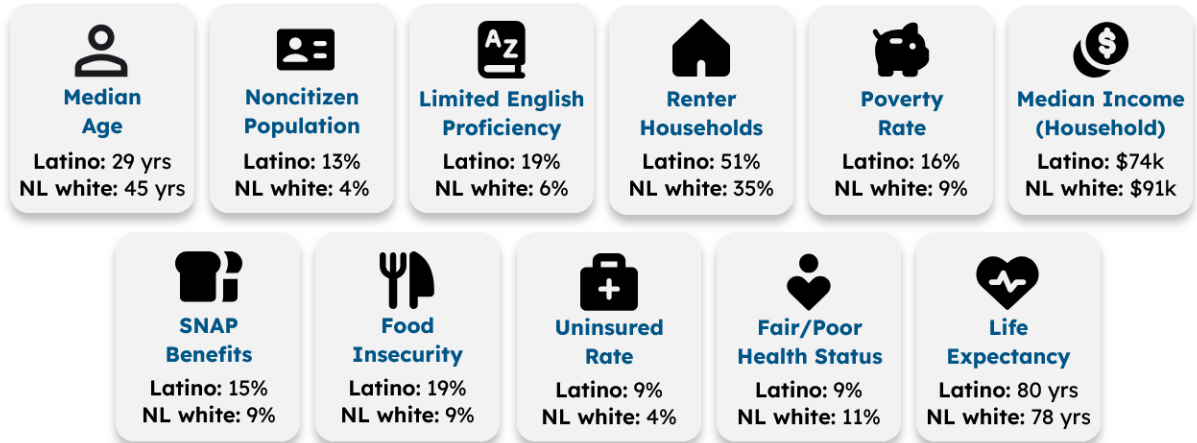 A Z
$
Median
Age
Latino: 29 yrs
NL white: 45 yrs
Noncitizen
Population
Latino: 13%
NL white: 4%
Limited English
Proficiency
Latino: 19%
NL white: 6%
Renter
Households
Latino: 51%
NL white: 35%
Poverty
Rate
Latino: 16%
NL white: 9%
Median Income
(Household)
Latino: $74k
NL white: $91k
SNAP
Benefits
Latino: 15%
NL white: 9%
Food
Insecurity
Latino: 19%
NL white: 9%
Uninsured
Rate
Latino: 9%
NL white: 4%
Fair/Poor
Health Status
Latino: 9%
NL white: 11%
Life
Expectancy
Latino: 80 yrs
NL white: 78 yrs